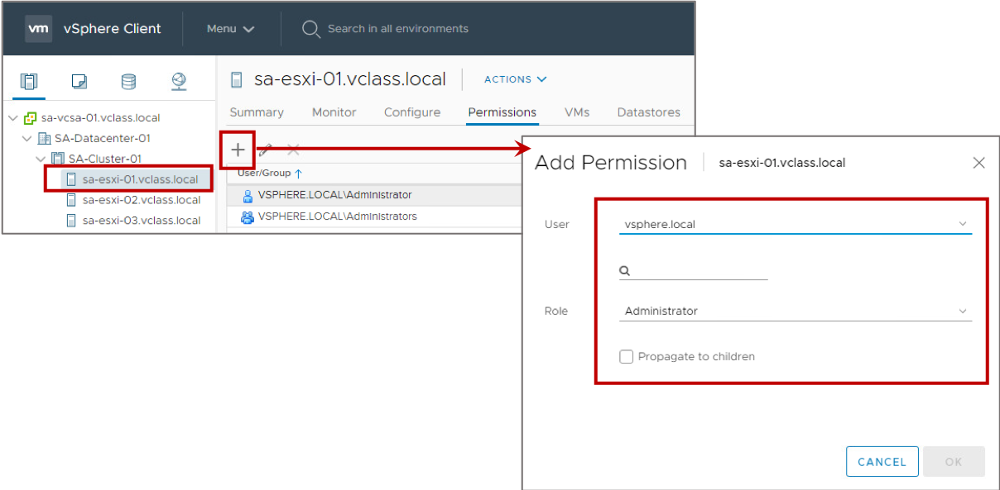 vm vSphere Client Menu Search in all environments
sa-esxi-01.vclass.local ACTIONS
Summary Monitor Configure Permissions VMs Datastores
sa-vcsa-01.vclass.local
SA-Datacenter-01
SA-Cluster-01
sa-esxi-01.vclass.local
sa-esxi-02.vclass.local
sa-esxi-03.vclass.local
User/Group
VSPHERE.LOCAL\Administrator
VSPHERE.LOCAL\Administrators
Add Permission sa-esxi-01.vclass.local
User vsphere.local
Role Administrator
Propagate to children
CANCEL OK